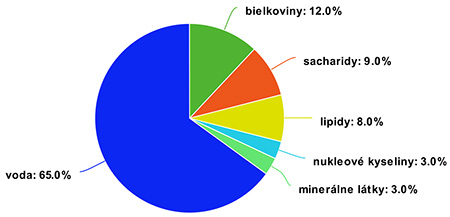 bielkoviny: 12.0%
sacharidy: 9.0%
lipidy: 8.0%
nukleové kyseliny: 3.0%
minerálne látky: 3.0%
voda: 65.0%